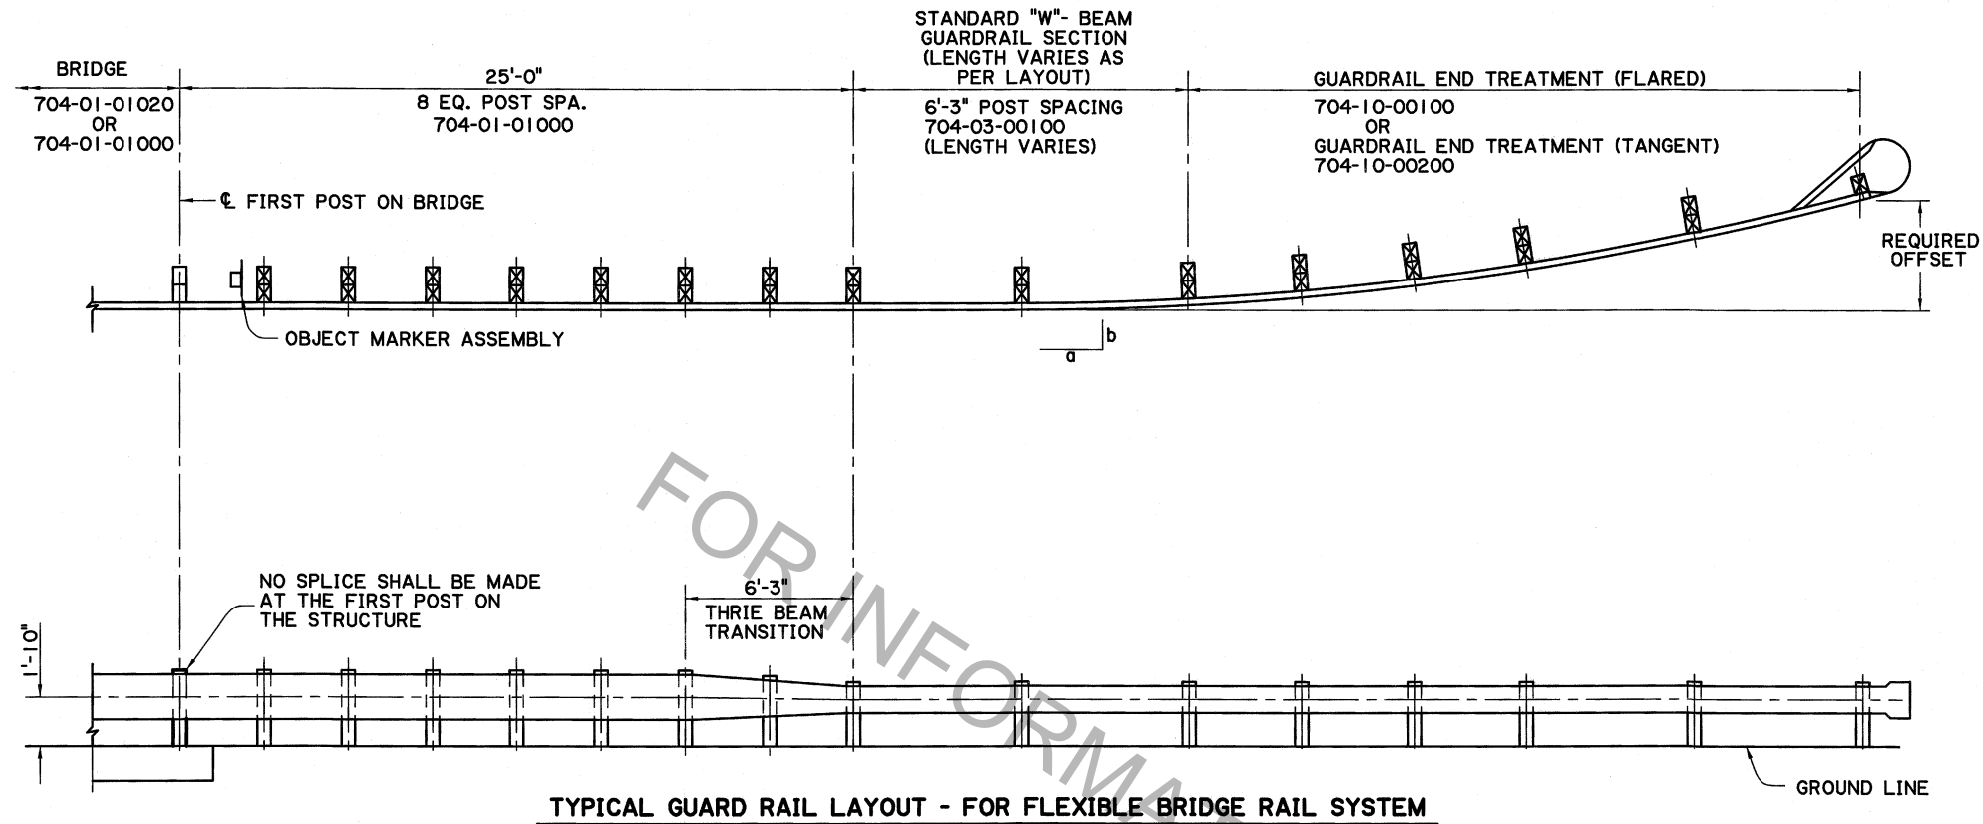 BRIDGE
704-01-01020
OR
704-01-01000
25'-0"
8 EQ. POST SPA.
704-01-01000
STANDARD "W"- BEAM
GUARDRAIL SECTION
(LENGTH VARIES AS
PER LAYOUT)
6'-3" POST SPACING
704-03-00100
(LENGTH VARIES)
GUARDRAIL END TREATMENT (FLARED)
704-10-00100
OR
GUARDRAIL END TREATMENT (TANGENT)
704-10-00200
℄ FIRST POST ON BRIDGE
REQUIRED
OFFSET
OBJECT MARKER ASSEMBLY
a
b
NO SPLICE SHALL BE MADE
AT THE FIRST POST ON
THE STRUCTURE
6'-3"
THRIE BEAM
TRANSITION
1'-10"
GROUND LINE
FOR INFORMA
TYPICAL GUARD RAIL LAYOUT - FOR FLEXIBLE BRIDGE RAIL SYSTEM